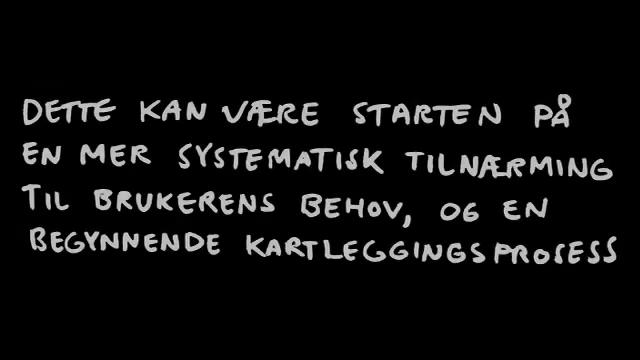 DETTE KAN VÆRE STARTEN PÅ
EN MER SYSTEMATISK TILNÆRMING
TIL BRUKERENS BEHOV, OG EN
BEGYNNENDE KARTLEGGINGSPROSESS